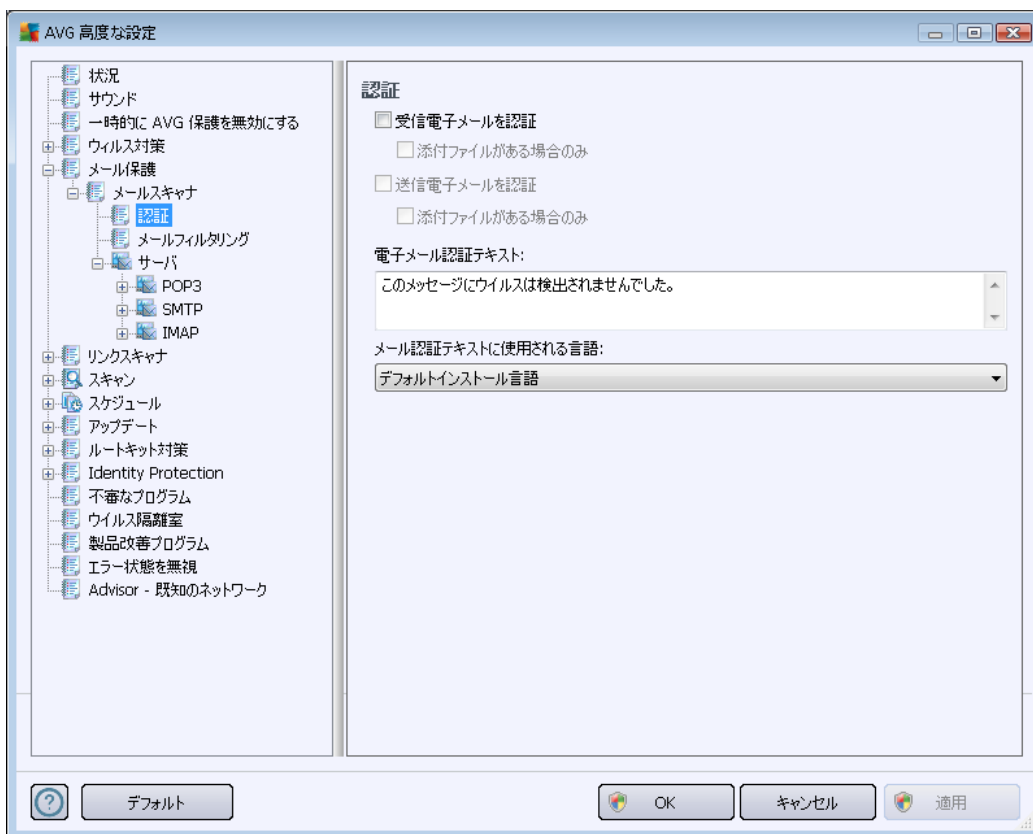 AVG 高度な設定
状況
サウンド
一時的に AVG 保護を無効にする
ウィルス対策
メール保護
メールスキャナ
認証
メールフィルタリング
サーバ
POP3
SMTP
IMAP
リンクスキャナ
スキャン
スケジュール
アップデート
ルートキット対策
Identity Protection
不審なプログラム
ウイルス隔離室
製品改善プログラム
エラー状態を無視
Advisor - 既知のネットワーク
認証
受信電子メールを認証
添付ファイルがある場合のみ
送信電子メールを認証
添付ファイルがある場合のみ
電子メール認証テキスト:
このメッセージにウイルスは検出されませんでした。
メール認証テキストに使用される言語:
デフォルトインストール言語
デフォルト
OK
キャンセル
適用